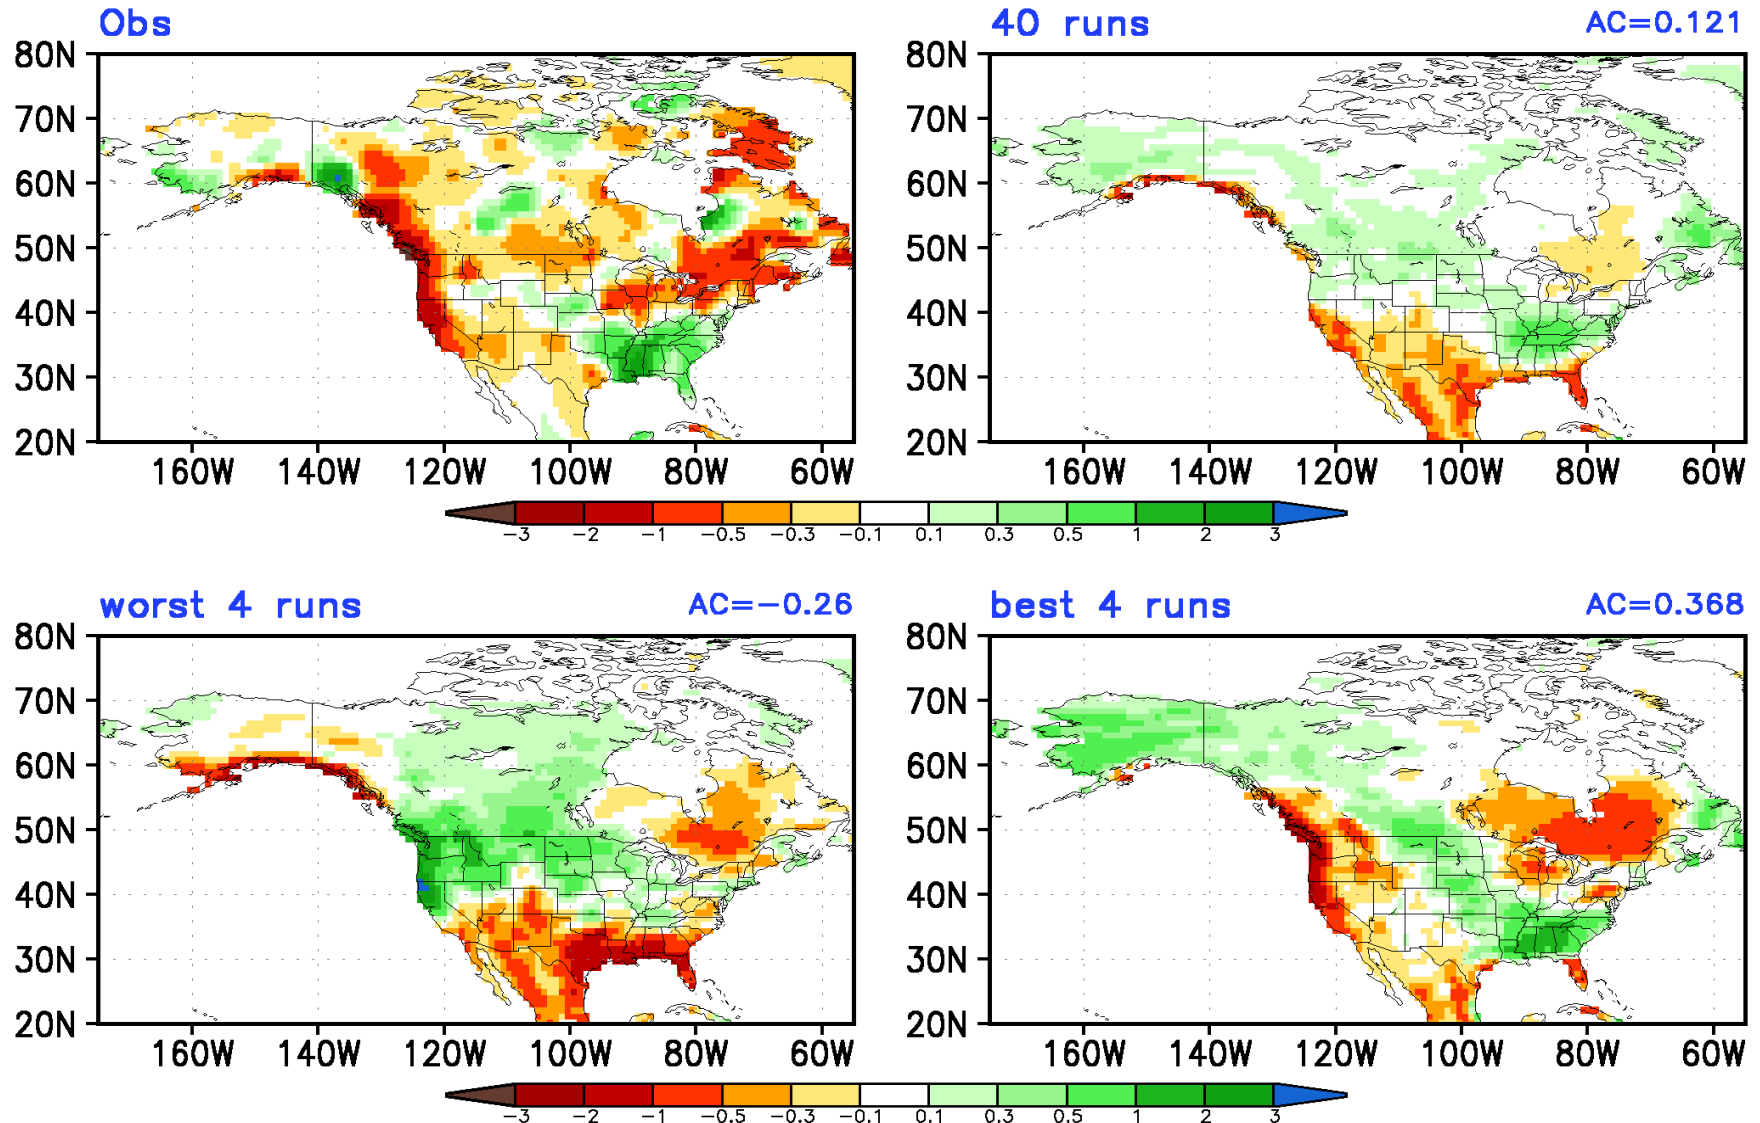 Obs
40 runs AC=0.121
80N 80N
70N 70N
60N 60N
50N 50N
40N 40N
30N 30N
20N 20N
160W 140W 120W 100W 80W 60W 160W 140W 120W 100W 80W 60W
−3 −2 −1 −0.5 −0.3 −0.1 0.1 0.3 0.5 1 2 3
worst 4 runs AC=−0.26
best 4 runs AC=0.368
80N 80N
70N 70N
60N 60N
50N 50N
40N 40N
30N 30N
20N 20N
160W 140W 120W 100W 80W 60W 160W 140W 120W 100W 80W 60W
−3 −2 −1 −0.5 −0.3 −0.1 0.1 0.3 0.5 1 2 3